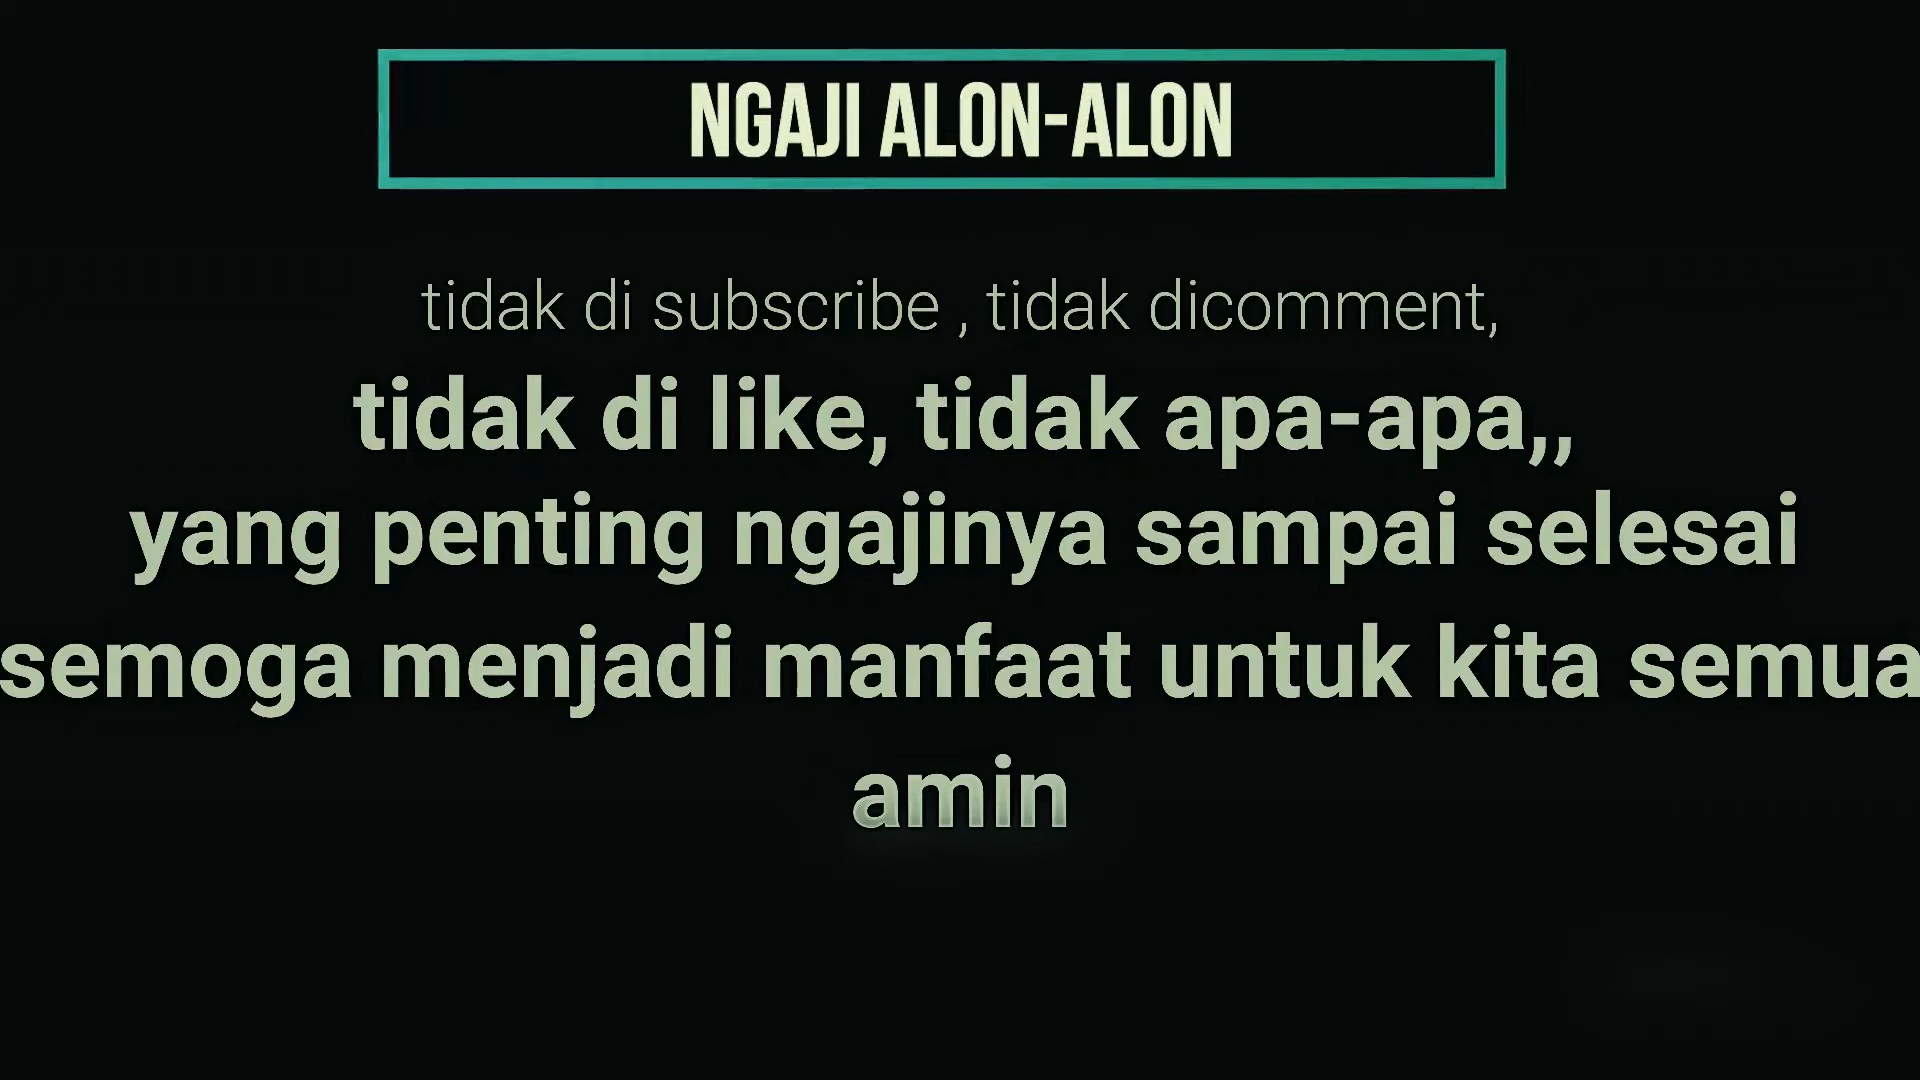 NGAJI ALON-ALON
tidak di subscribe , tidak dicomment,
tidak di like, tidak apa-apa,,
yang penting ngajinya sampai selesai
semoga menjadi manfaat untuk kita semua
amin